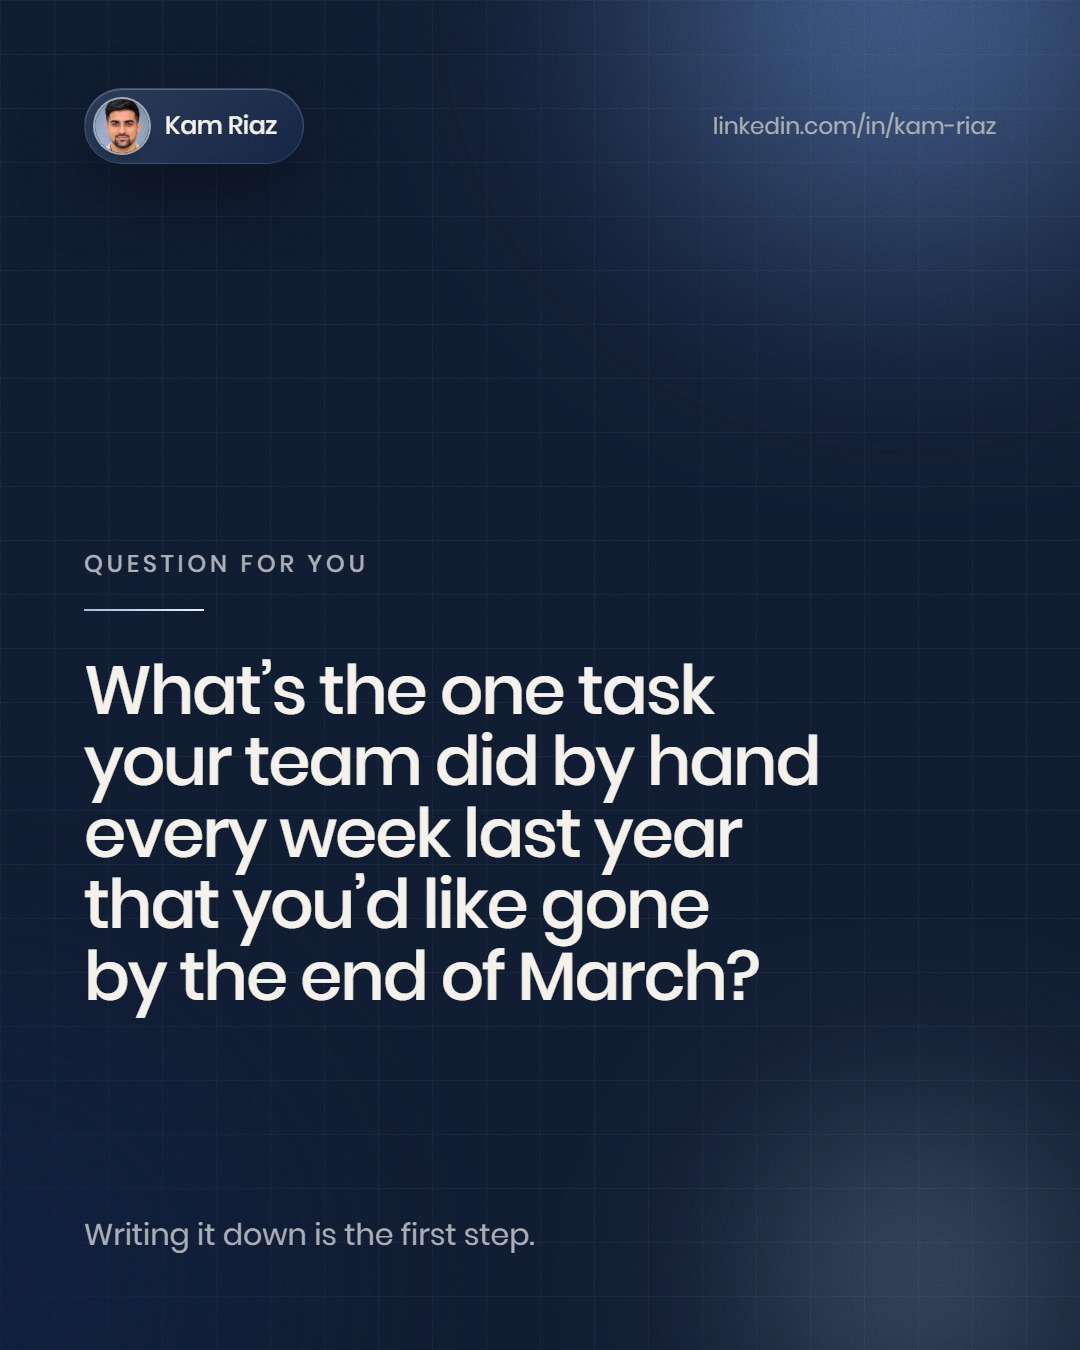 Kam Riaz
linkedin.com/in/kam-riaz
QUESTION FOR YOU
What’s the one task
your team did by hand
every week last year
that you’d like gone
by the end of March?
Writing it down is the first step.